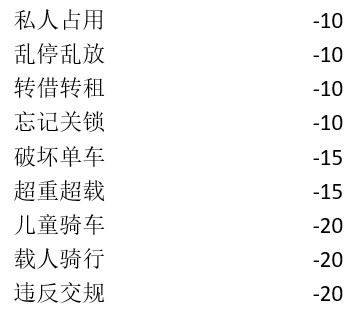 私人占用 -10
乱停乱放 -10
转借转租 -10
忘记关锁 -10
破坏单车 -15
超重超载 -15
儿童骑车 -20
载人骑行 -20
违反交规 -20